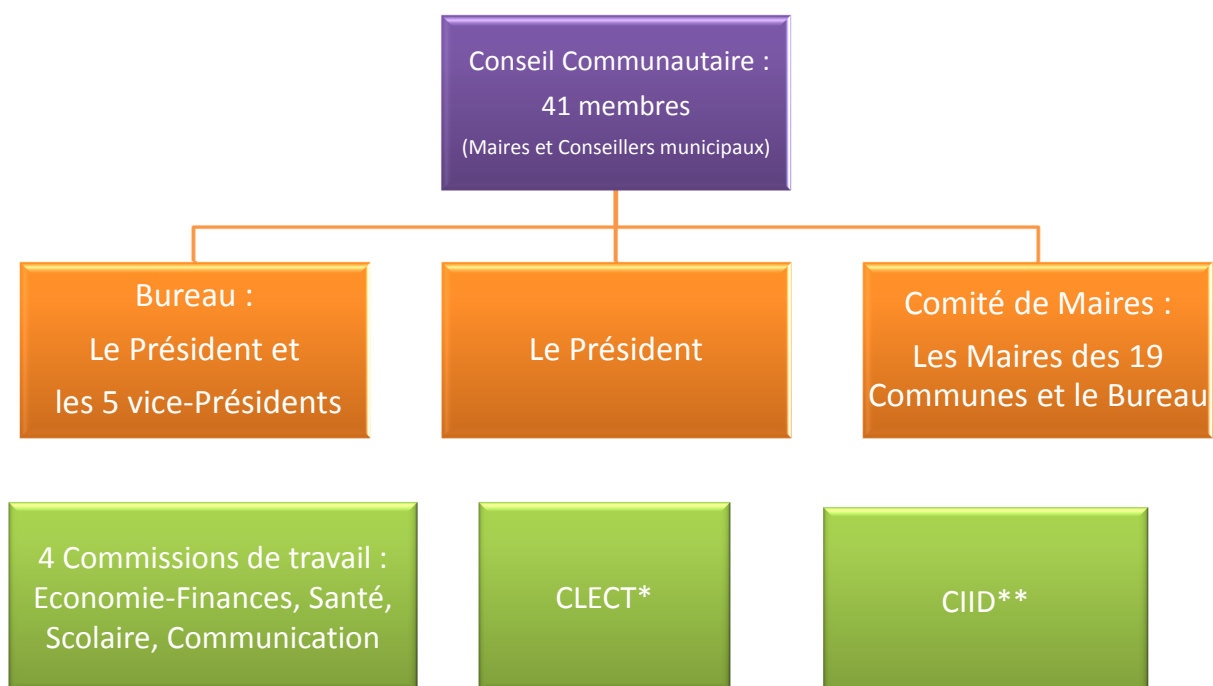 Conseil Communautaire :
41 membres
(Maires et Conseillers municipaux)
Bureau :
Le Président et
les 5 vice-Présidents
Le Président
Comité de Maires :
Les Maires des 19
Communes et le Bureau
4 Commissions de travail :
Economie-Finances, Santé,
Scolaire, Communication
CLECT*
CIID**